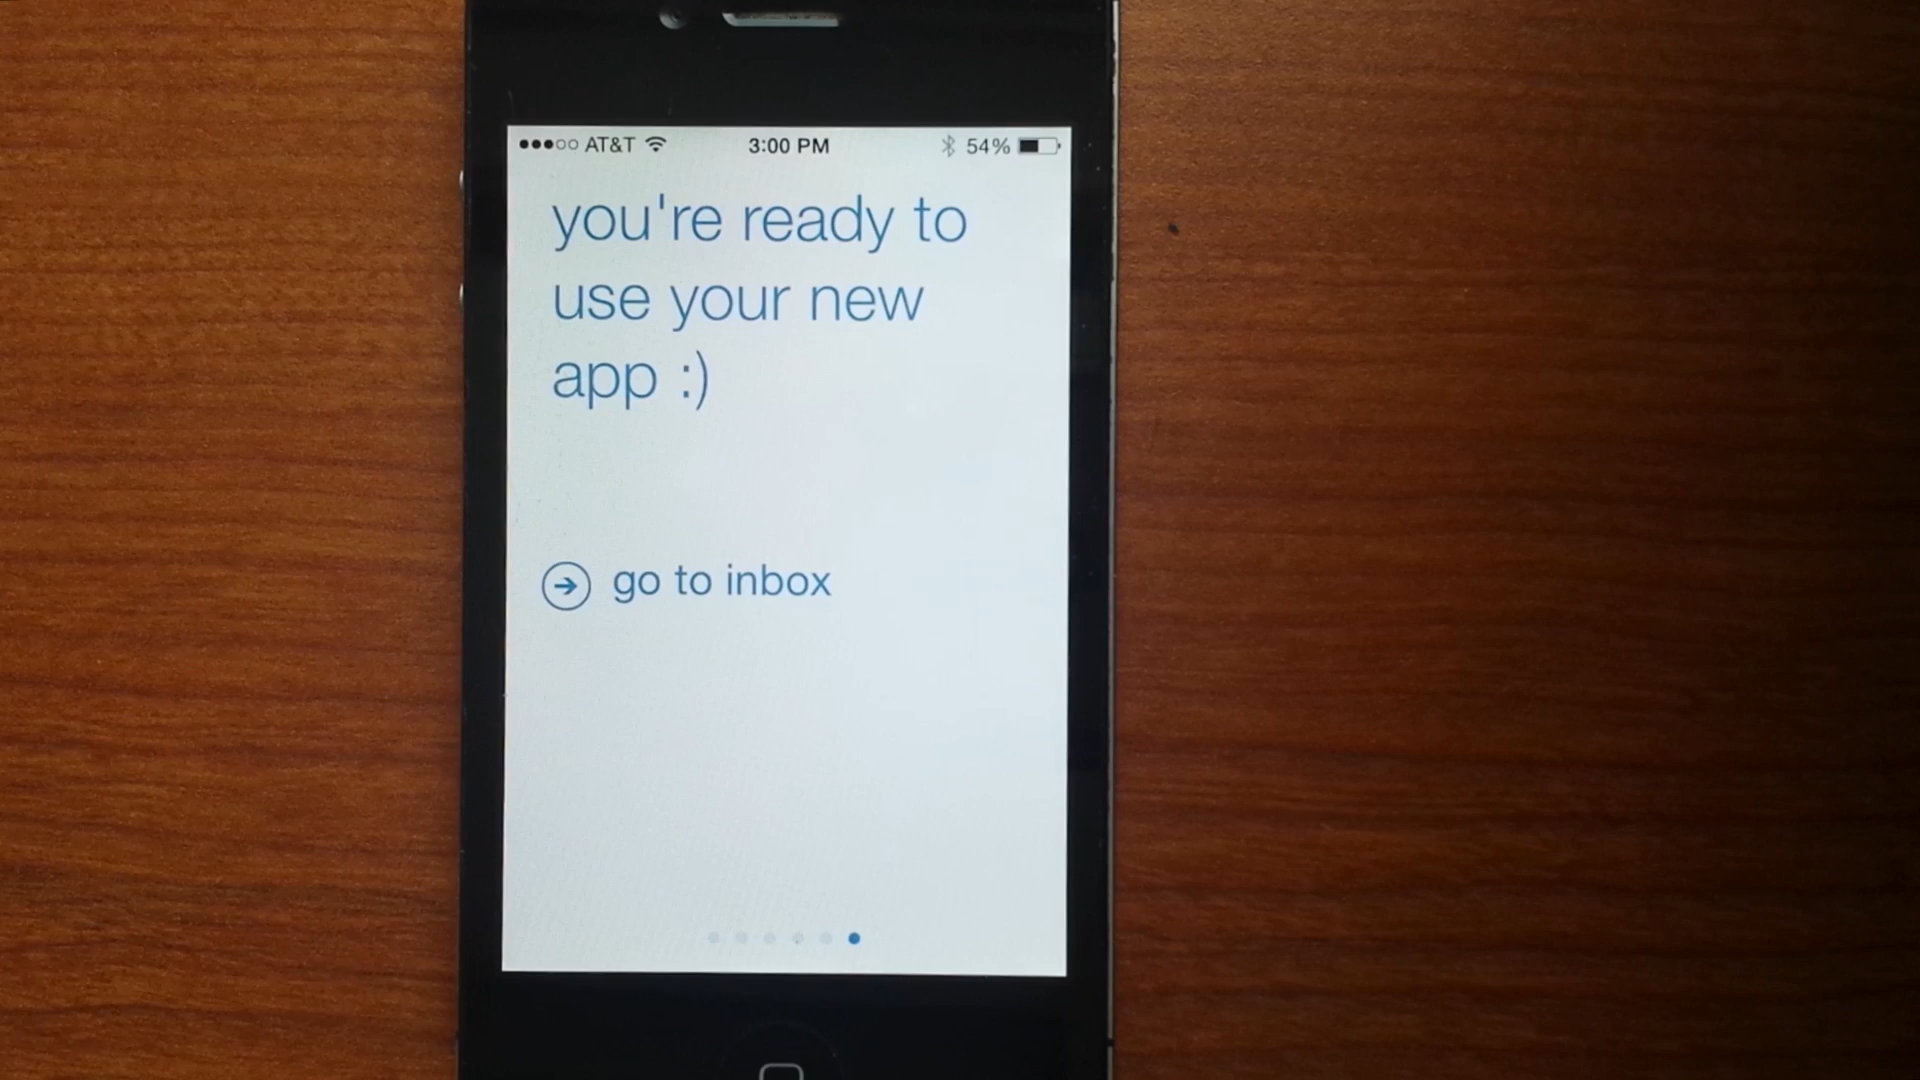 AT&T 3:00 PM 54%
you're ready to
use your new
app :)
go to inbox